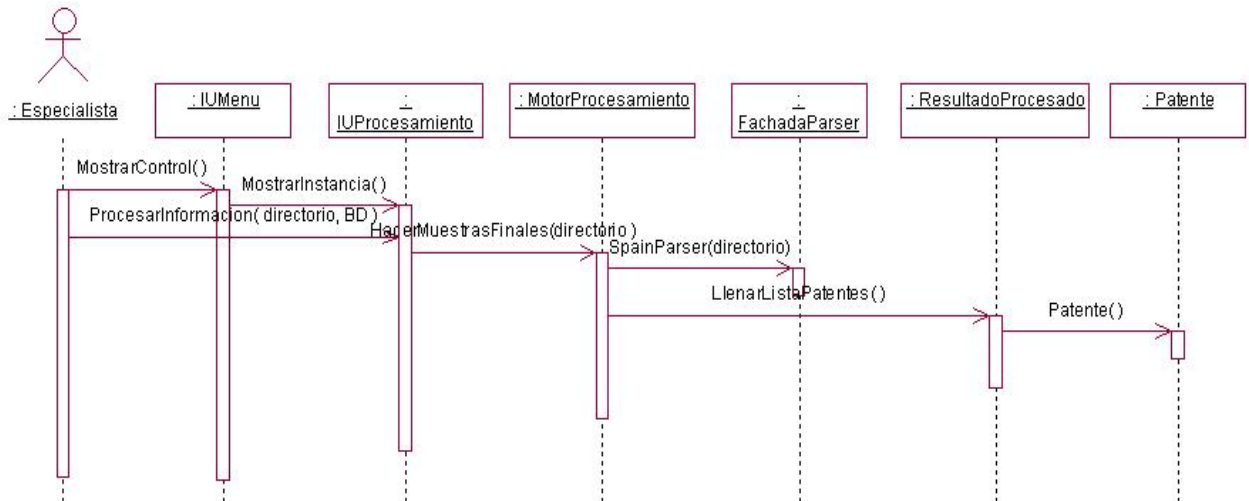 : Especialista
: IUMenu
:
IUProcesamiento
: MotorProcesamiento
:
FachadaParser
: ResultadoProcesado
: Patente
MostrarControl()
MostrarInstancia()
ProcesarInformacion( directorio, BD )
HacerMuestrasFinales(directorio )
SpainParser(directorio)
LlenarListaPatentes()
Patente()